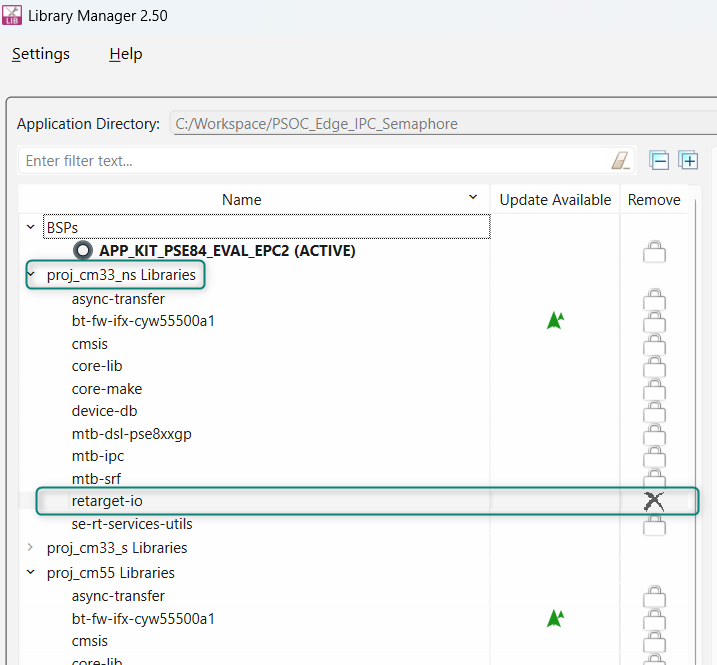 LIB Library Manager 2.50
Settings Help
Application Directory: C:/Workspace/PSOC_Edge_IPC_Semaphore
Enter filter text...
Name Update Available Remove
BSPs
APP_KIT_PSE84_EVAL_EPC2 (ACTIVE)
proj_cm33_ns Libraries
async-transfer
bt-fw-ifx-cyw55500a1
cmsis
core-lib
core-make
device-db
mtb-dsl-pse8xxgp
mtb-ipc
mtb-srf
retarget-io
se-rt-services-utils
proj_cm33_s Libraries
proj_cm55 Libraries
async-transfer
bt-fw-ifx-cyw55500a1
cmsis
core-lib